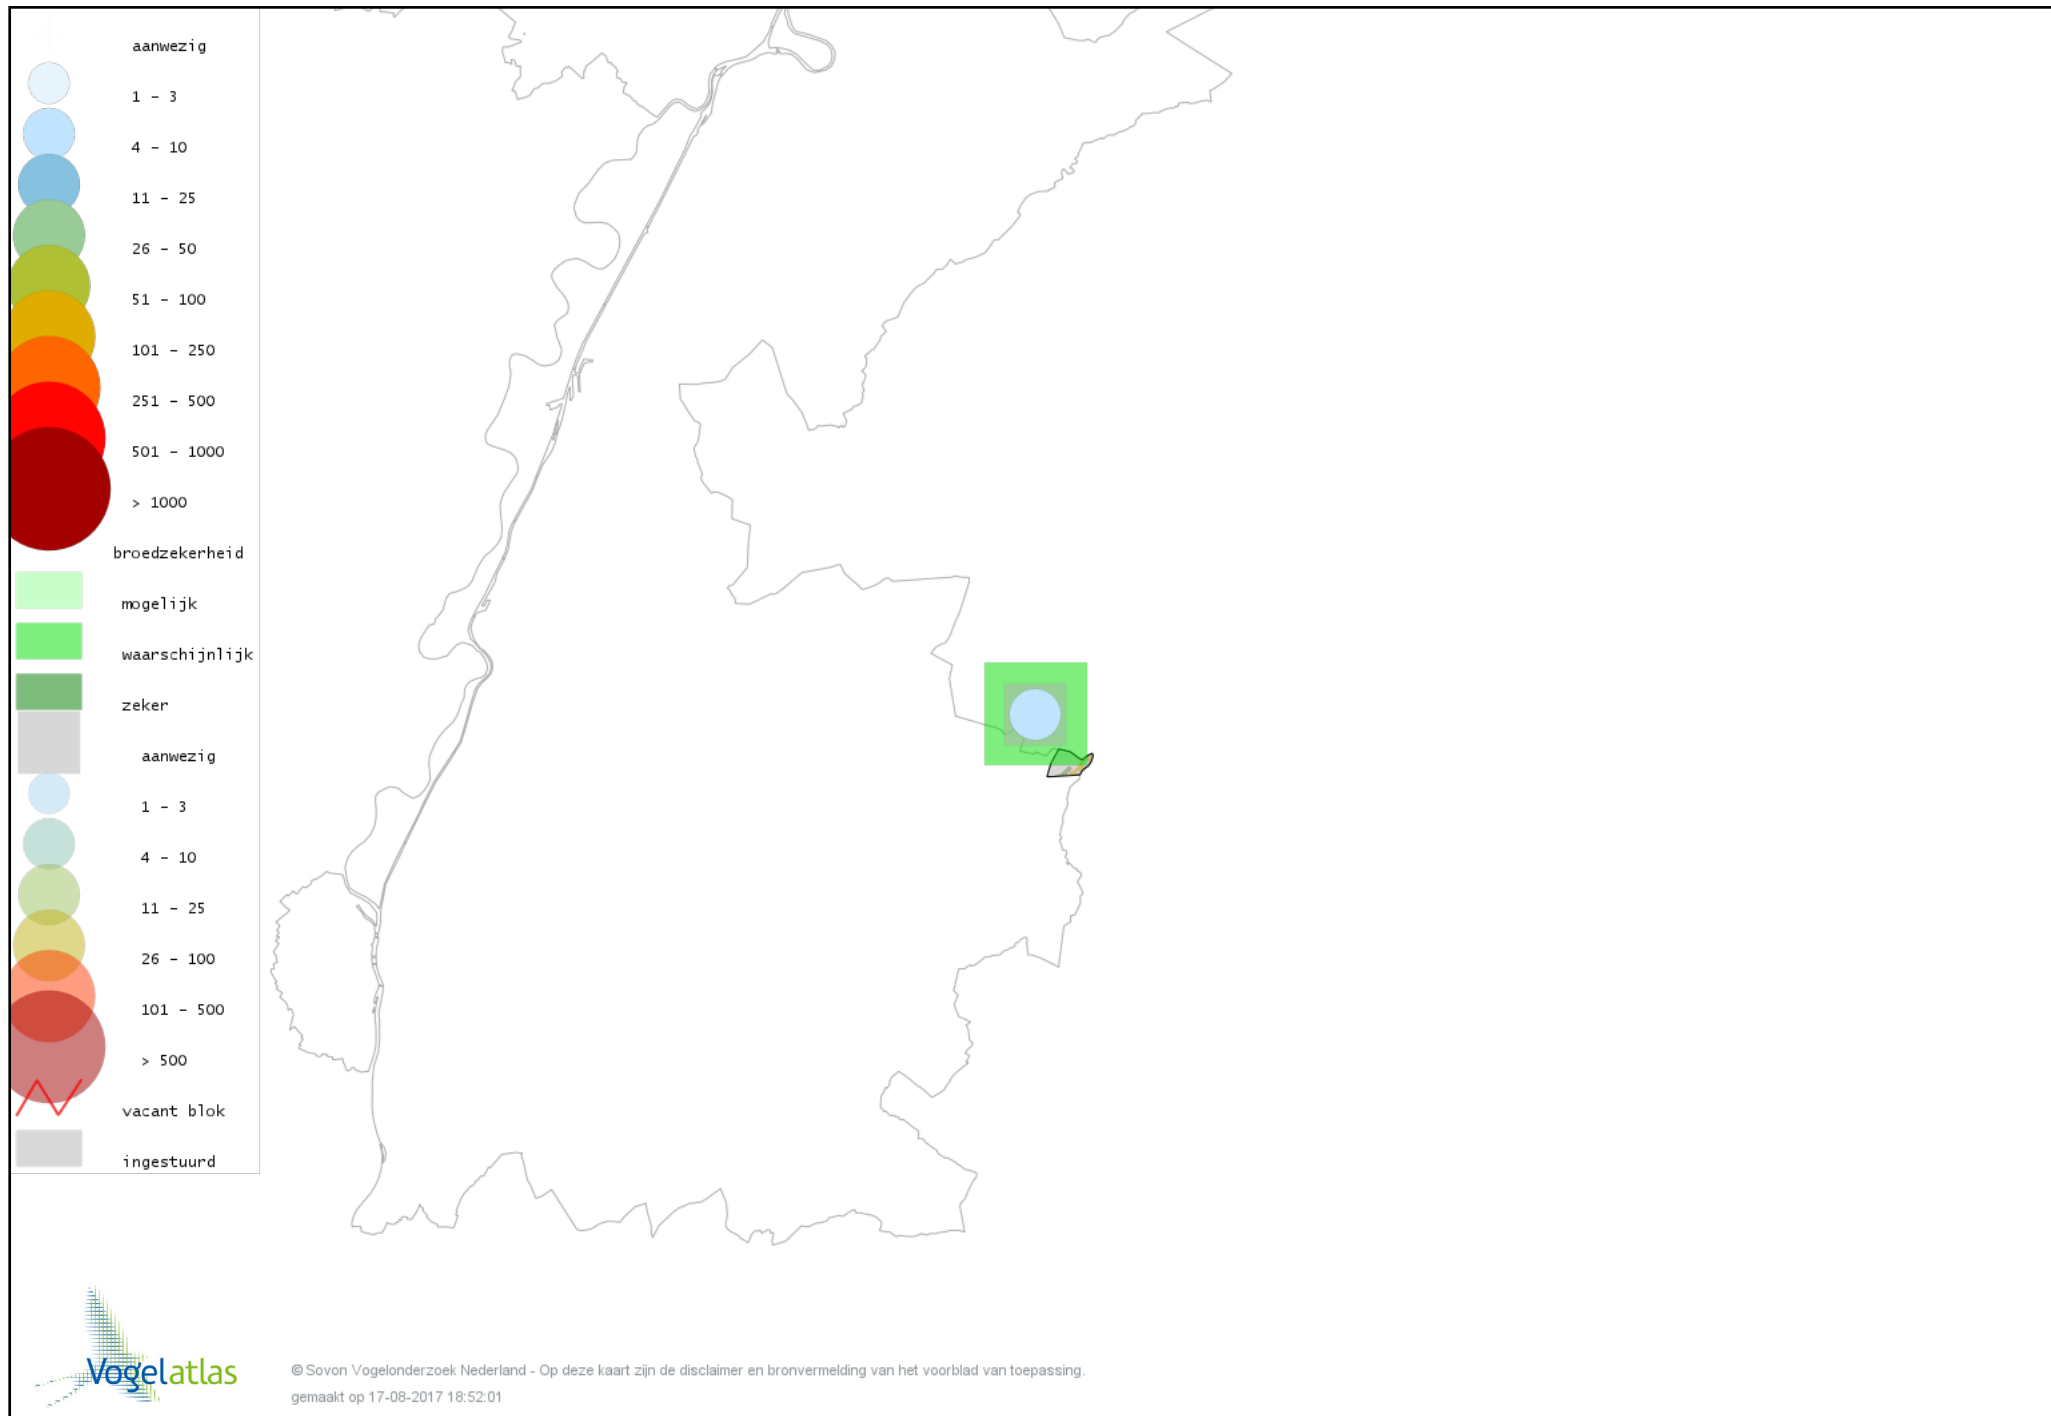 aanwezig
1 - 3
4 - 10
11 - 25
26 - 50
51 - 100
101 - 250
251 - 500
501 - 1000
> 1000
broedzekerheid
mogelijk
waarschijnlijk
zeker
aanwezig
1 - 3
4 - 10
11 - 25
26 - 100
101 - 500
> 500
vacant blok
ingestuurd
Vogelatlas
© Sovon Vogelonderzoek Nederland - Op deze kaart zijn de disclaimer en bronvermelding van het voorblad van toepassing.
gemaakt op 17-08-2017 18:52:01